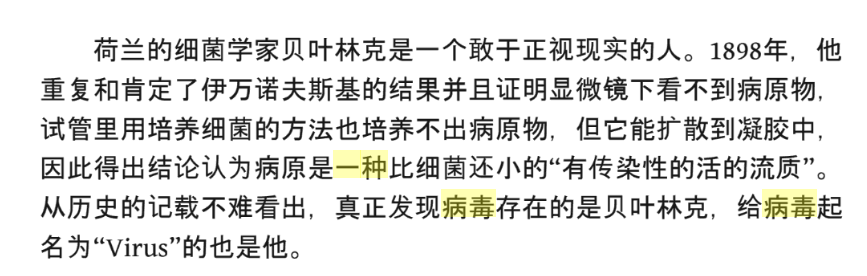 荷兰的细菌学家贝叶林克是一个敢于正视现实的人。1898年，他
重复和肯定了伊万诺夫斯基的结果并且证明显微镜下看不到病原物，
试管里用培养细菌的方法也培养不出病原物，但它能扩散到凝胶中，
因此得出结论认为病原是一种比细菌还小的“有传染性的活的流质”。
从历史的记载不难看出，真正发现病毒存在的是贝叶林克，给病毒起
名为“Virus”的也是他。